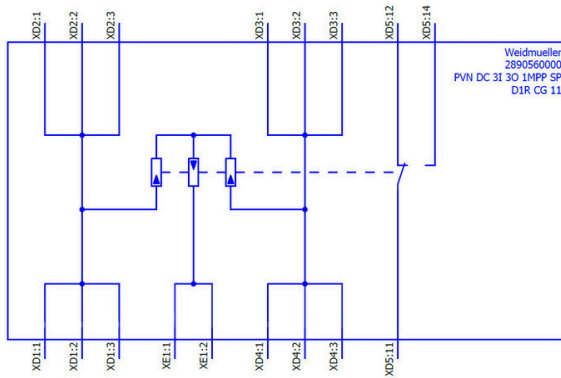 XD2:1
XD2:2
XD2:3
XD3:1
XD3:2
XD3:3
XD5:12
XD5:14
Weidmueller
2890560000
PVN DC 3I 3O 1MPP SP
D1R CG 11
XD1:1
XD1:2
XD1:3
XE1:1
XE1:2
XD4:1
XD4:2
XD4:3
XD5:11